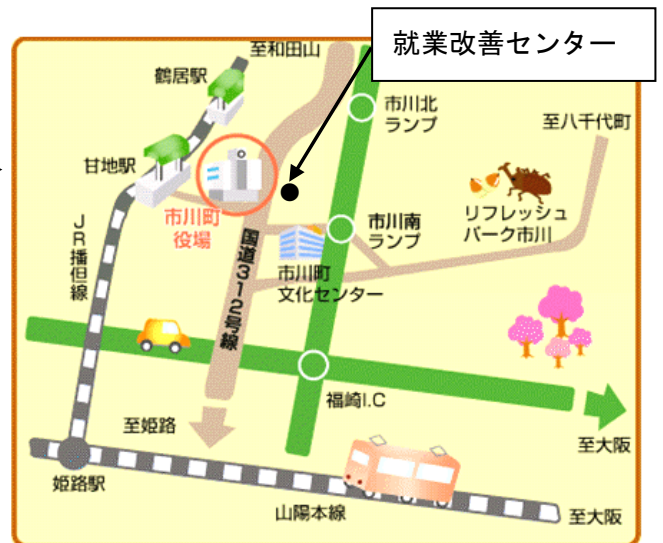 就業改善センター
至和田山
鶴居駅
市川北
ランプ
至八千代町
甘地駅
市川町
役場
市川南
ランプ
リフレッシュ
パーク市川
JR播但線
国道312号線
市川町
文化センター
福崎I.C
至姫路
至大阪
姫路駅
山陽本線
至大阪